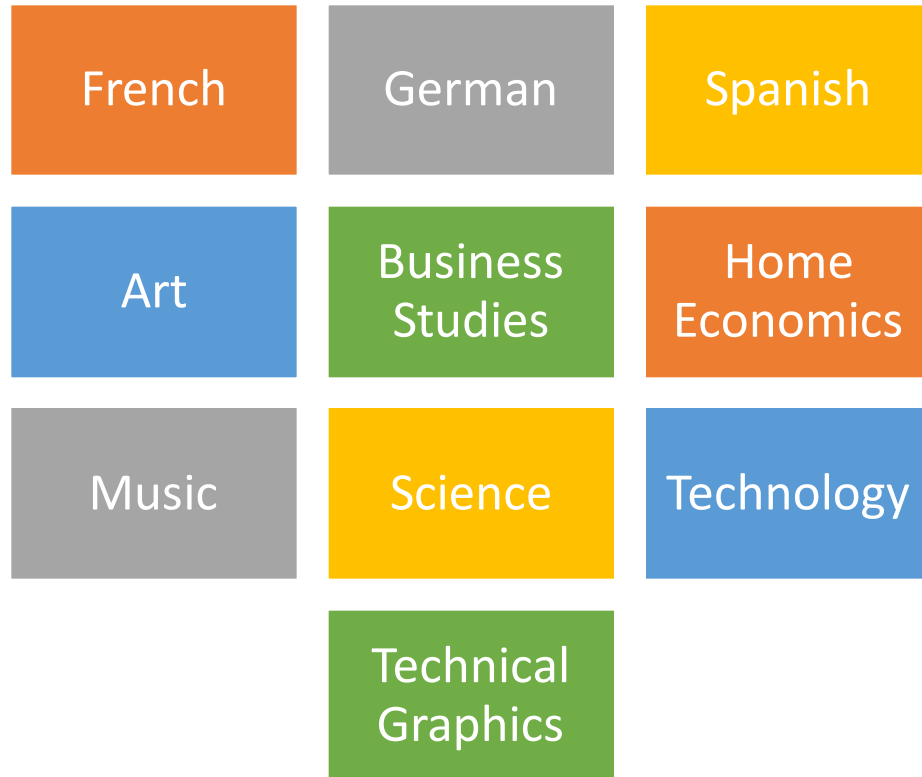 French
German
Spanish
Art
Business
Studies
Home
Economics
Music
Science
Technology
Technical
Graphics